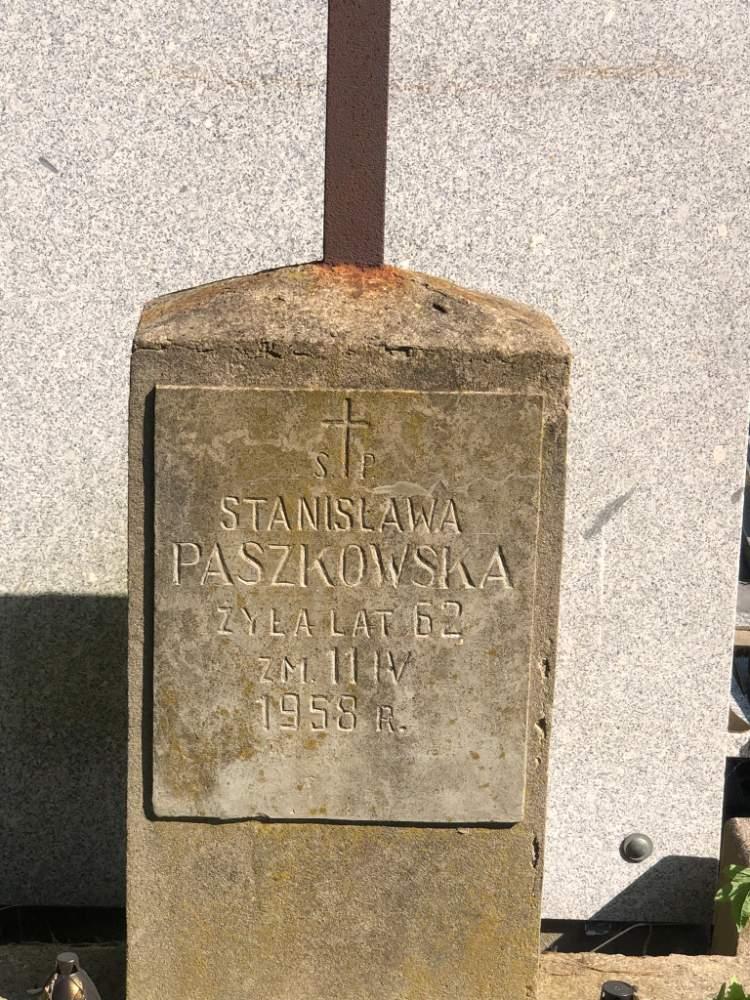 Ś P
STANISŁAWA
PASZKOWSKA
ŻYŁA LAT 62
ZM. 11 IV
1958 R.